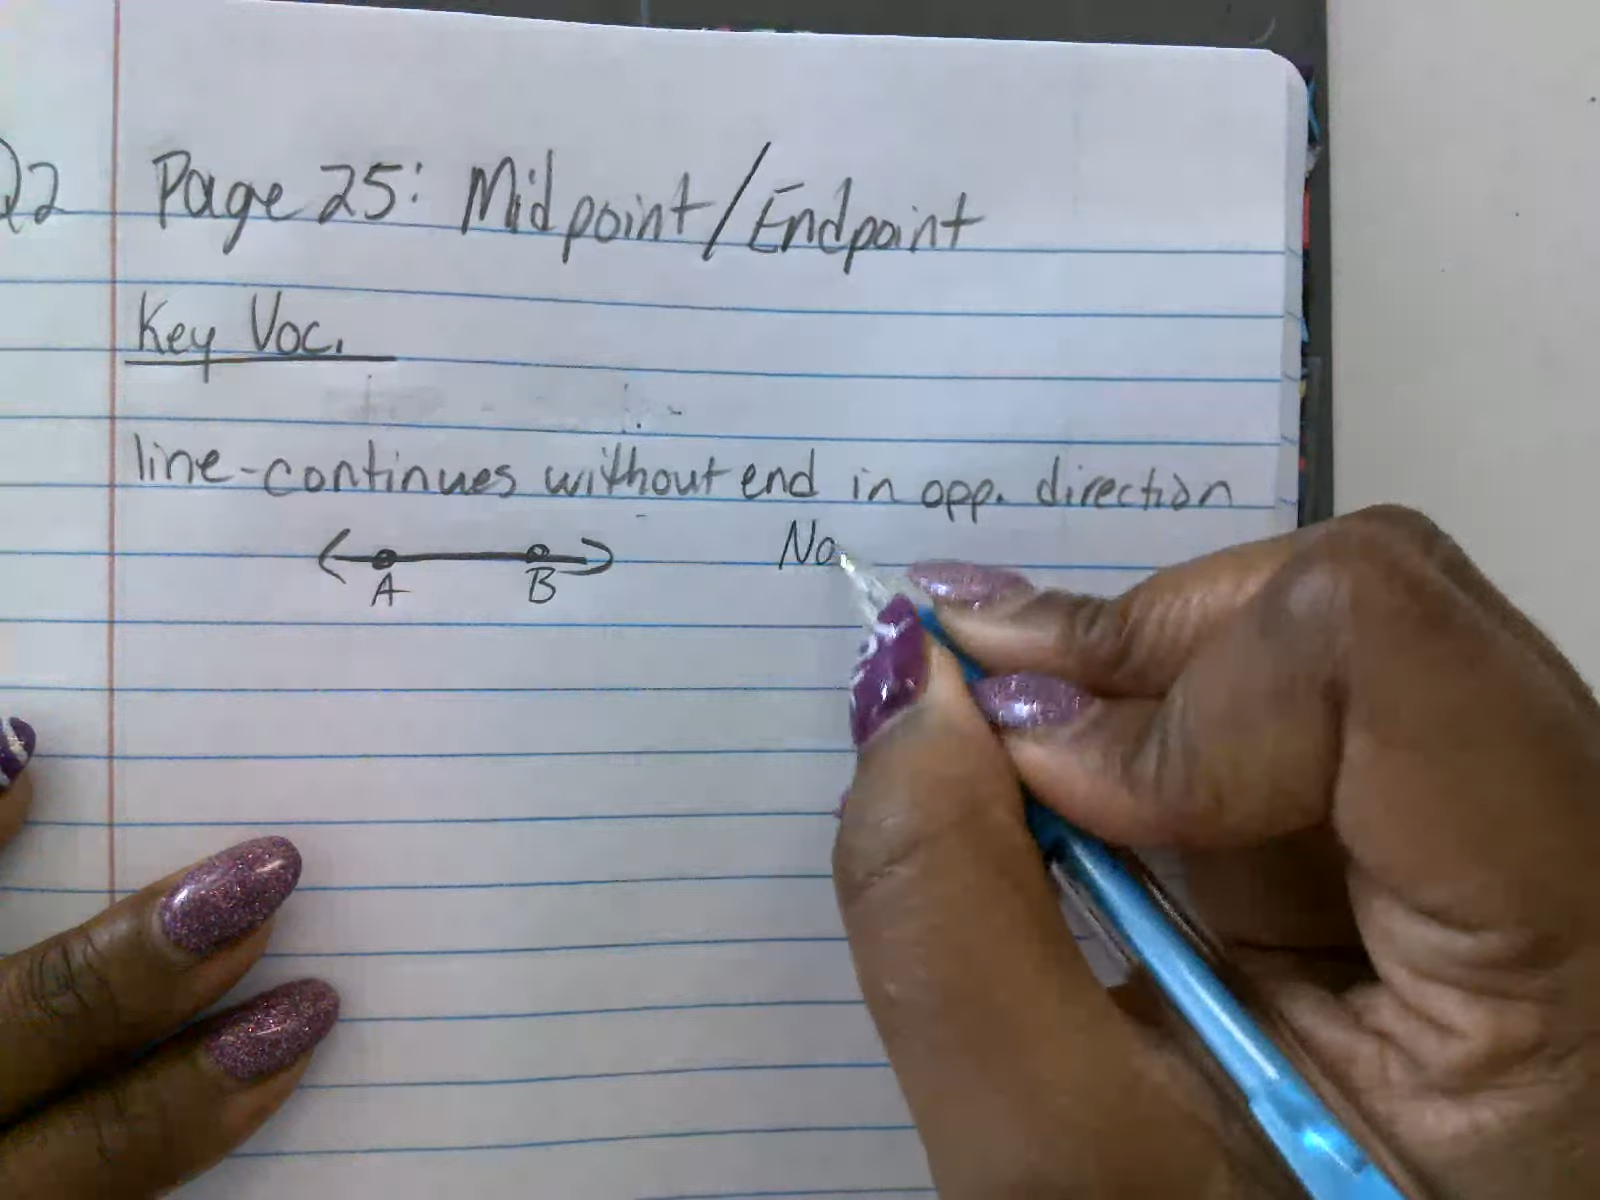 Q2 Page 25: Midpoint/Endpoint
Key Voc.
line-continues without end in opp. direction
No
A B